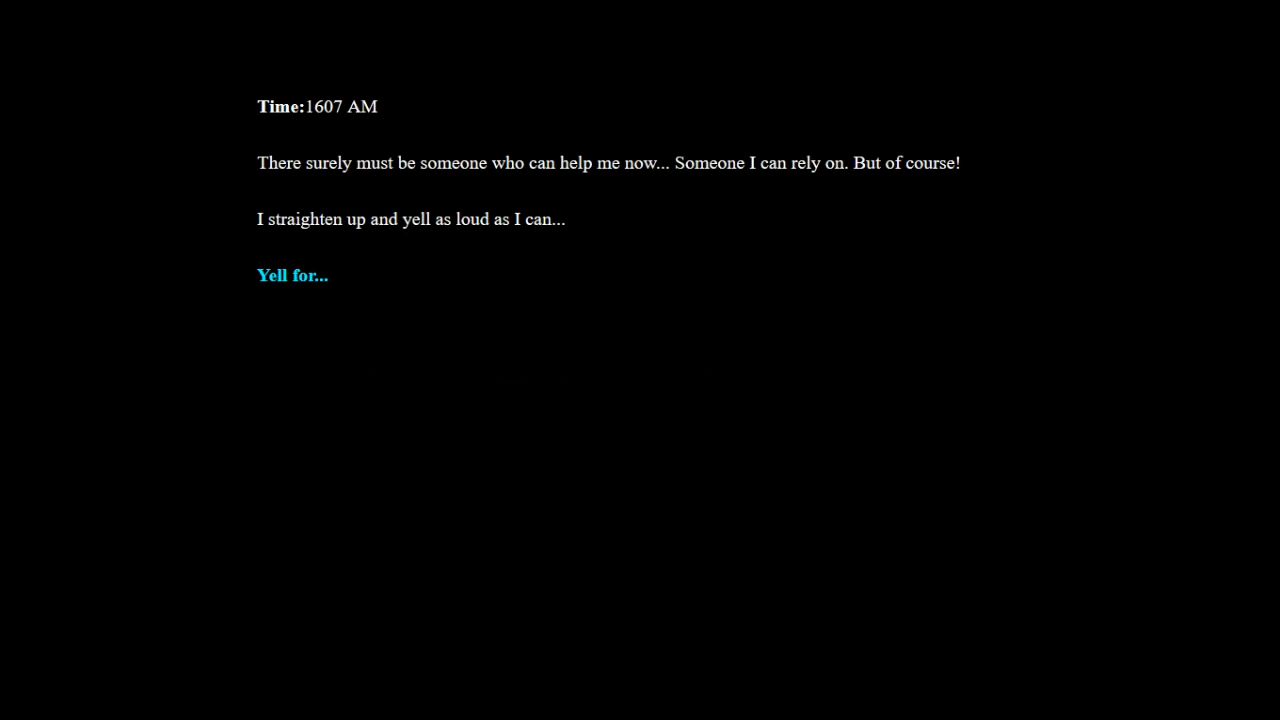 Time:1607 AM
There surely must be someone who can help me now... Someone I can rely on. But of course!
I straighten up and yell as loud as I can...
Yell for...